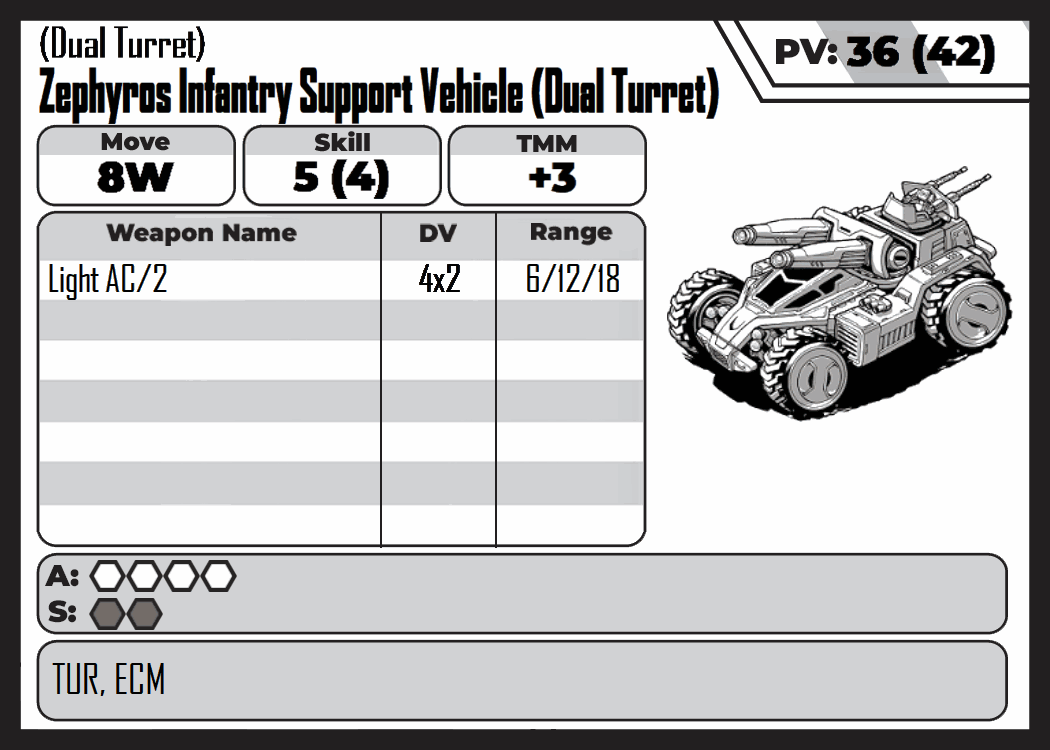 (Dual Turret)
PV: 36 (42)
Zephyros Infantry Support Vehicle (Dual Turret)
Move Skill TMM
8W 5 (4) +3
Weapon Name DV Range
Light AC/2 4x2 6/12/18
A:
S:
TUR, ECM